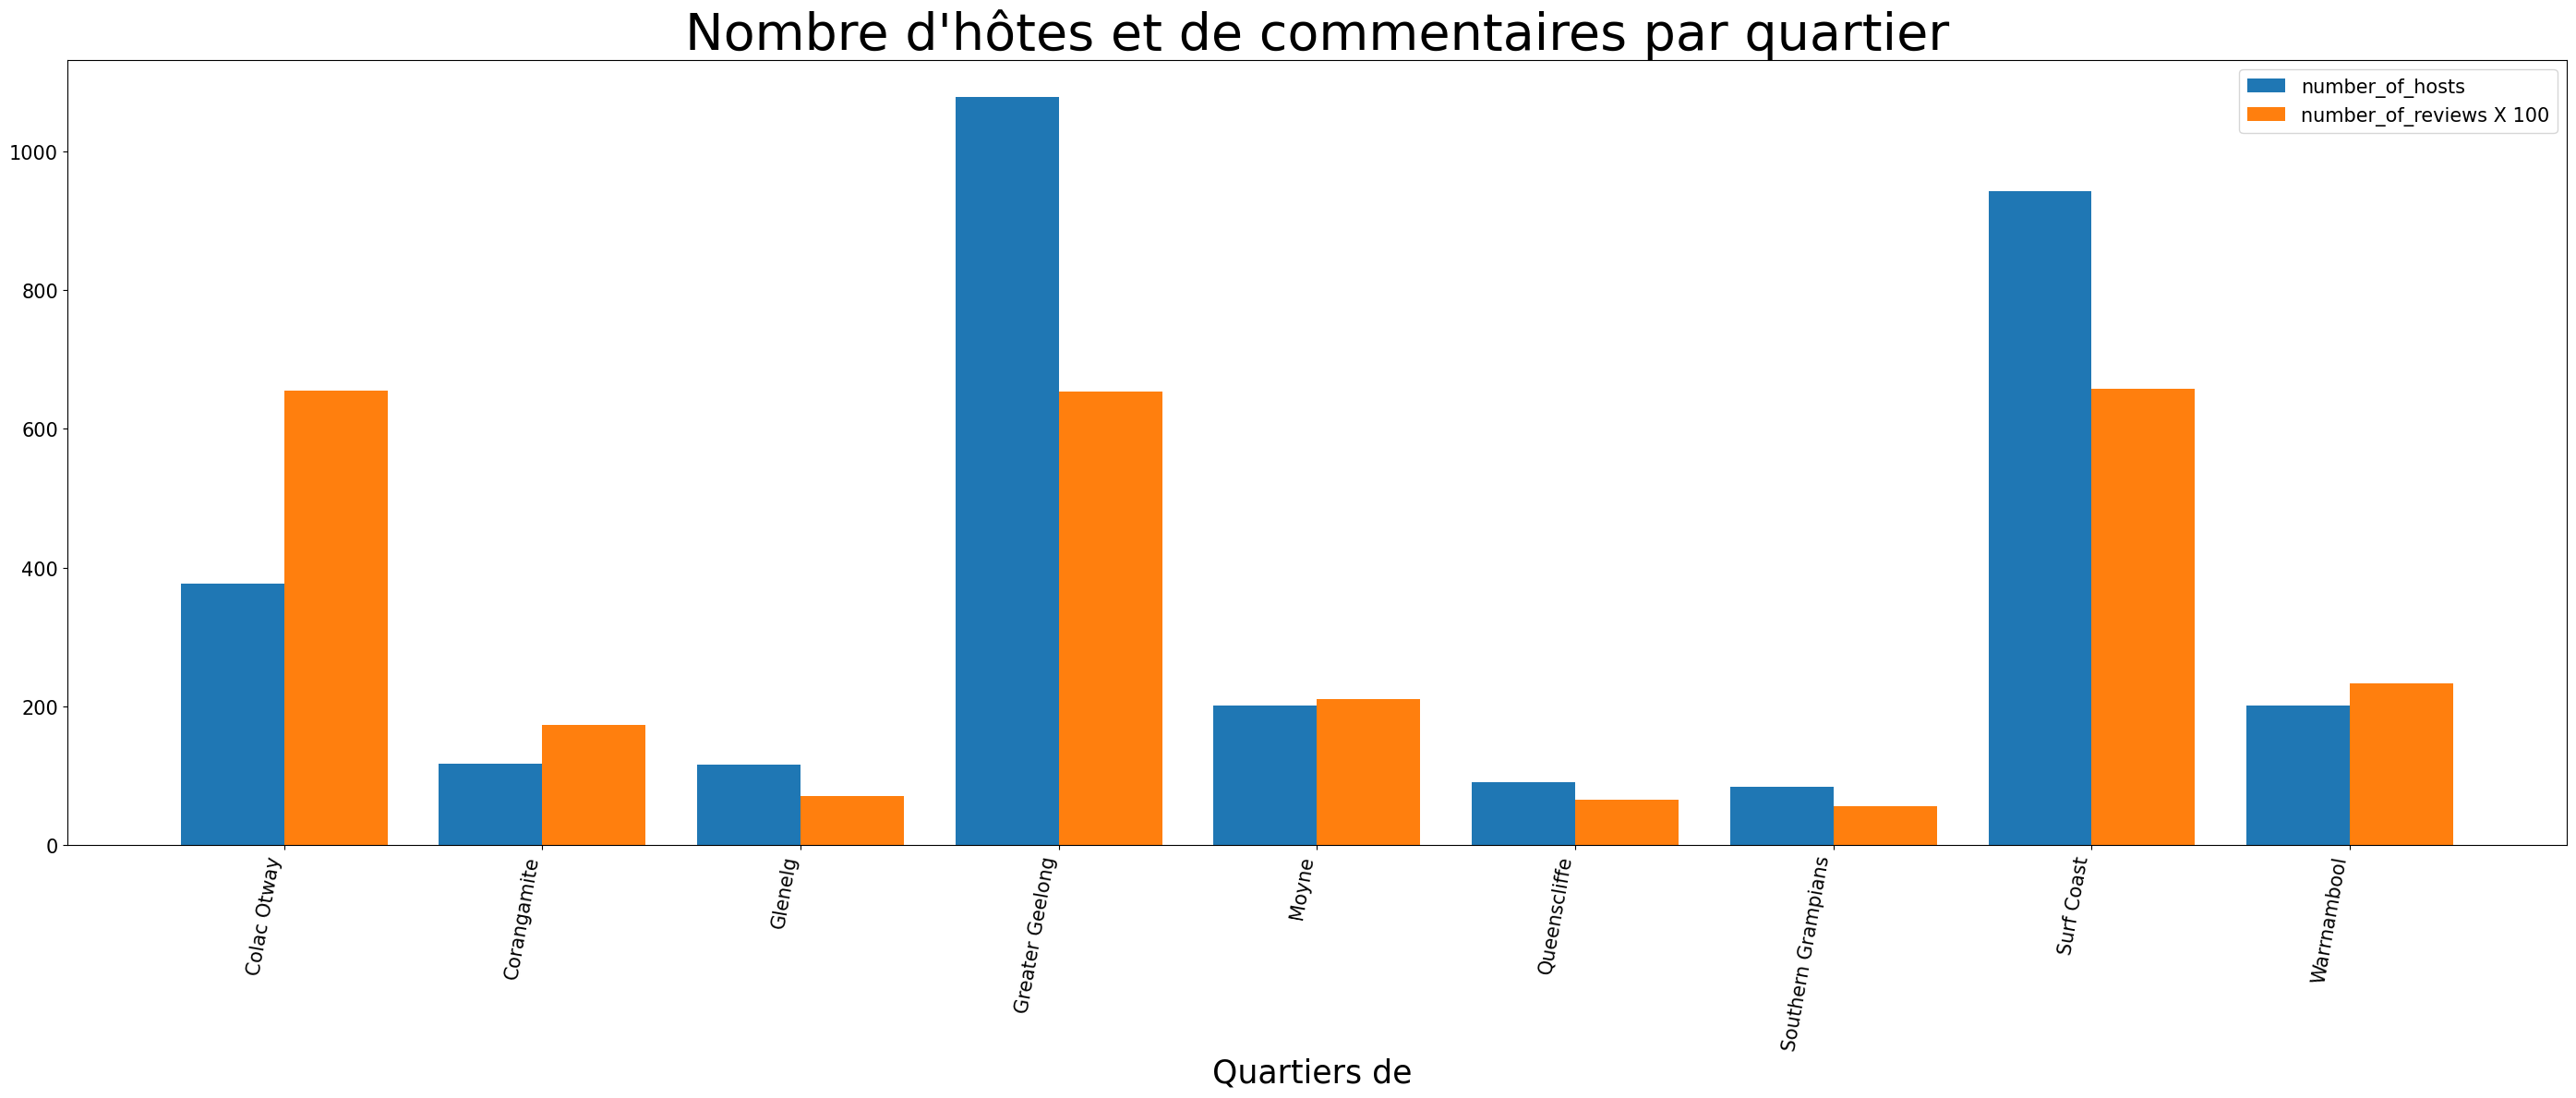 Nombre d'hôtes et de commentaires par quartier
number_of_hosts
number_of_reviews X 100
1000
800
600
400
200
0
Colac Otway
Corangamite
Glenelg
Greater Geelong
Moyne
Queenscliffe
Southern Grampians
Surf Coast
Warrnambool
Quartiers de